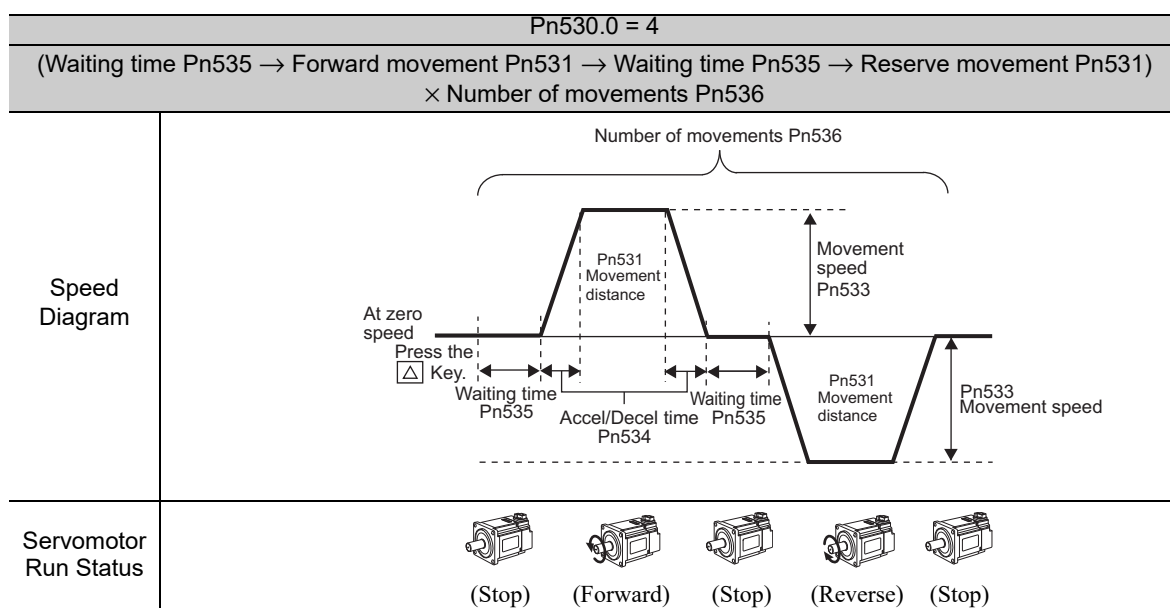 Pn530.0 = 4
(Waiting time Pn535 → Forward movement Pn531 → Waiting time Pn535 → Reserve movement Pn531)
× Number of movements Pn536
Speed
Diagram
Number of movements Pn536
Pn531
Movement
distance
Movement
speed
Pn533
At zero
speed
Press the
△ Key.
Waiting time
Pn535
Accel/Decel time
Pn534
Waiting time
Pn535
Pn531
Movement
distance
Pn533
Movement speed
Servomotor
Run Status
(Stop) (Forward) (Stop) (Reverse) (Stop)